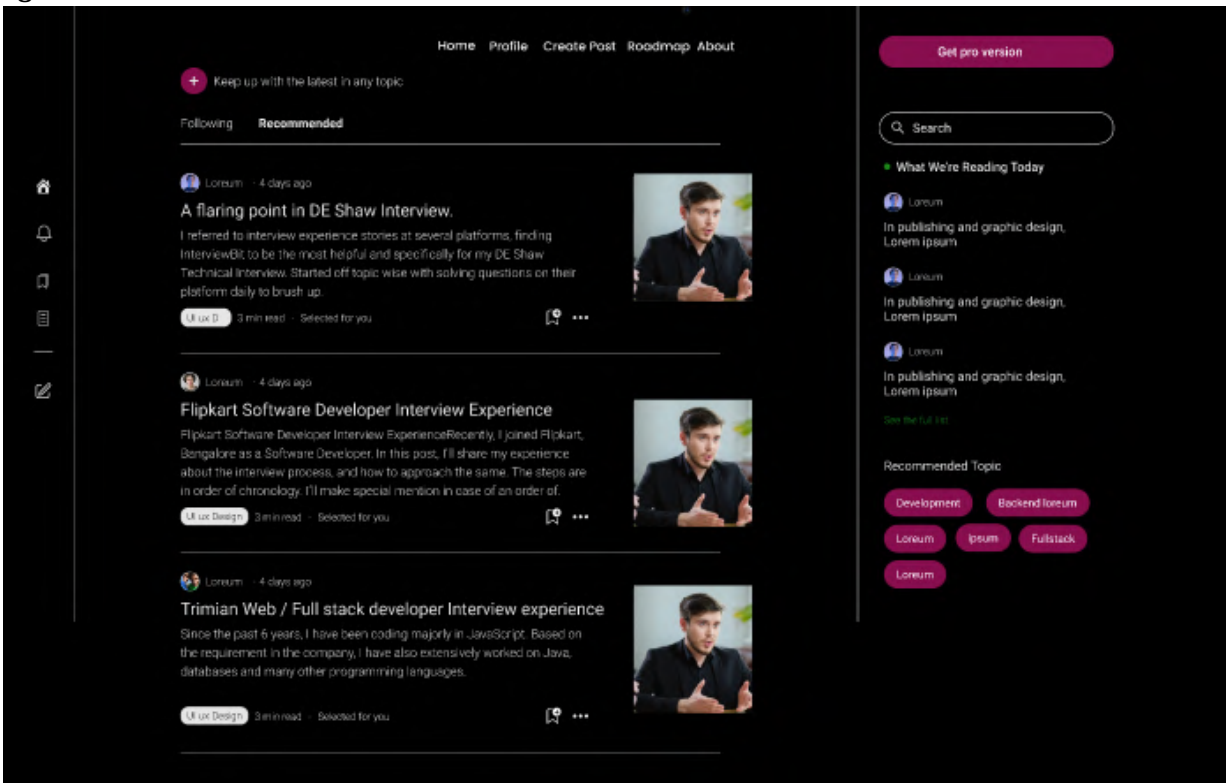 Home Profile Create Post Roadmap About
Get pro version
+ Keep up with the latest in any topic
Following Recommended
Search
What We're Reading Today
Loreum · 4 days ago
A flaring point in DE Shaw Interview.
I referred to interview experience stories at several platforms, finding
InterviewBit to be the most helpful and specifically for my DE Shaw
Technical Interview. Started off topic wise with solving questions on their
platform daily to brush up.
UI ux D 3 min read · Selected for you
Loreum · 4 days ago
Flipkart Software Developer Interview Experience
Flipkart Software Developer Interview ExperienceRecently, I joined Flipkart,
Bangalore as a Software Developer. In this post, I'll share my experience
about the interview process, and how to approach the same. The steps are
in order of chronology. I'll make special mention in case of an order of.
UI ux Design 3 min read · Selected for you
Loreum · 4 days ago
Trimian Web / Full stack developer Interview experience
Since the past 6 years, I have been coding majorly in JavaScript. Based on
the requirement in the company, I have also extensively worked on Java,
databases and many other programming languages.
UI ux Design 3 min read · Selected for you
Loreum
In publishing and graphic design,
Lorem ipsum
Loreum
In publishing and graphic design,
Lorem ipsum
Loreum
In publishing and graphic design,
Lorem ipsum
See the full list
Recommended Topic
Development Backend loreum
Loreum Ipsum Fullstack
Loreum